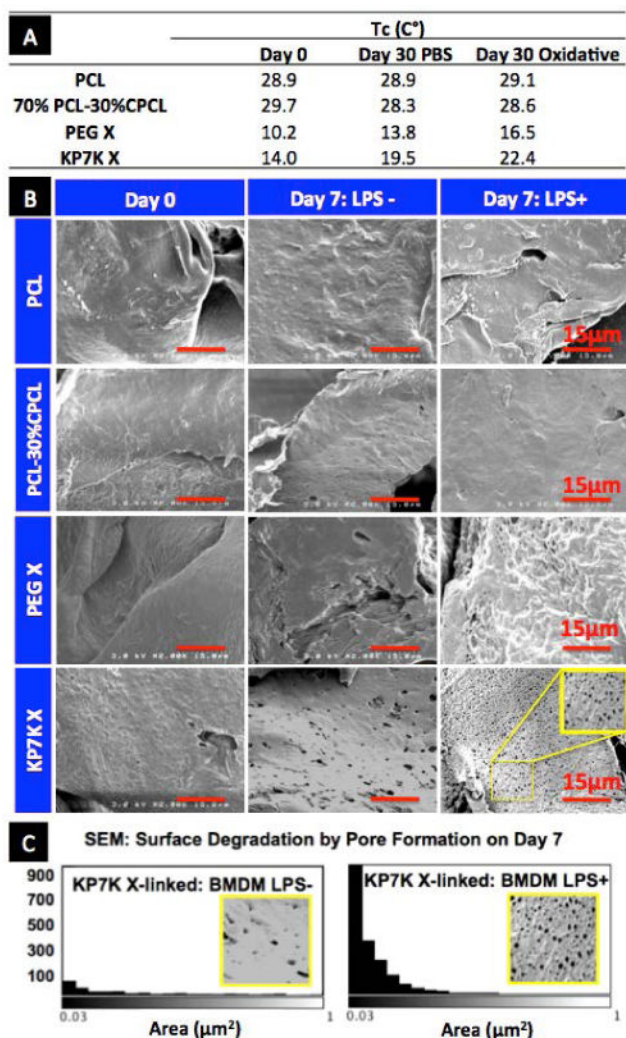 A
Tc (C°)
Day 0 Day 30 PBS Day 30 Oxidative
PCL 28.9 28.9 29.1
70% PCL-30%CPCL 29.7 28.3 28.6
PEG X 10.2 13.8 16.5
KP7K X 14.0 19.5 22.4
B
Day 0 Day 7: LPS - Day 7: LPS+
PCL
15µm
PCL-30%CPCL
15µm
PEG X
15µm
KP7K X
15µm
C
SEM: Surface Degradation by Pore Formation on Day 7
KP7K X-linked: BMDM LPS- KP7K X-linked: BMDM LPS+
900
700
500
300
100
0.03 1 0.03 1
Area (µm²) Area (µm²)